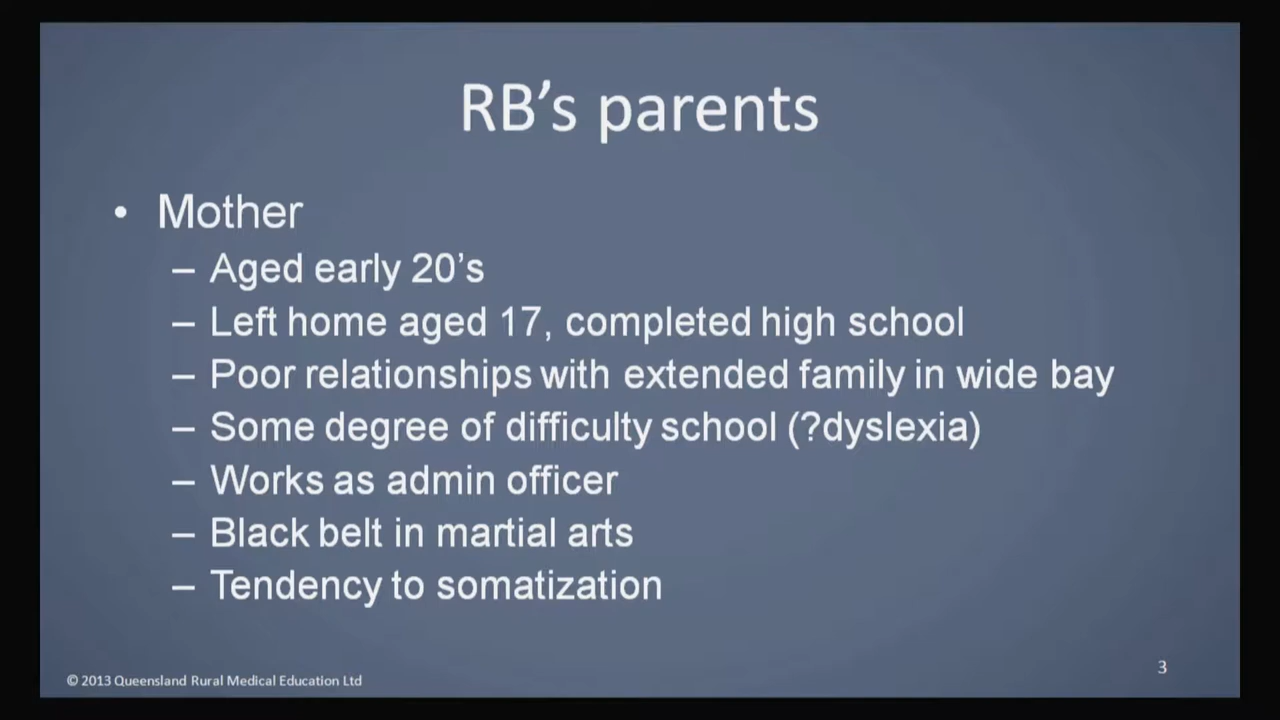 RB’s parents
• Mother
– Aged early 20’s
– Left home aged 17, completed high school
– Poor relationships with extended family in wide bay
– Some degree of difficulty school (?dyslexia)
– Works as admin officer
– Black belt in martial arts
– Tendency to somatization
© 2013 Queensland Rural Medical Education Ltd
3